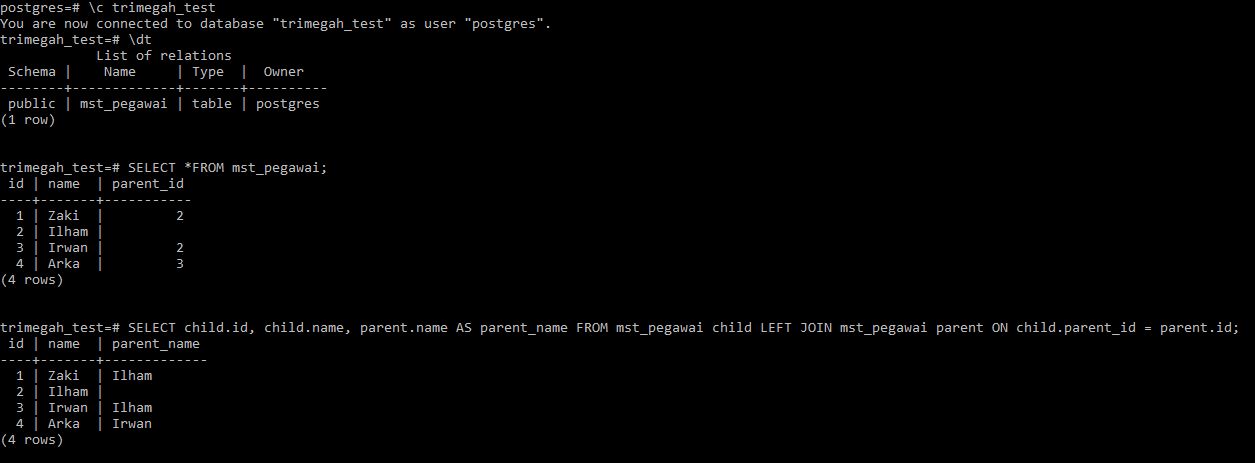 postgres=# \c trimegah_test
You are now connected to database "trimegah_test" as user "postgres".
trimegah_test=# \dt
           List of relations
 Schema |    Name     | Type  |  Owner
--------+-------------+-------+----------
 public | mst_pegawai | table | postgres
(1 row)
trimegah_test=# SELECT *FROM mst_pegawai;
 id | name  | parent_id
----+-------+-----------
  1 | Zaki  |         2
  2 | Ilham |
  3 | Irwan |         2
  4 | Arka  |         3
(4 rows)
trimegah_test=# SELECT child.id, child.name, parent.name AS parent_name FROM mst_pegawai child LEFT JOIN mst_pegawai parent ON child.parent_id = parent.id;
 id | name  | parent_name
----+-------+-------------
  1 | Zaki  | Ilham
  2 | Ilham |
  3 | Irwan | Ilham
  4 | Arka  | Irwan
(4 rows)